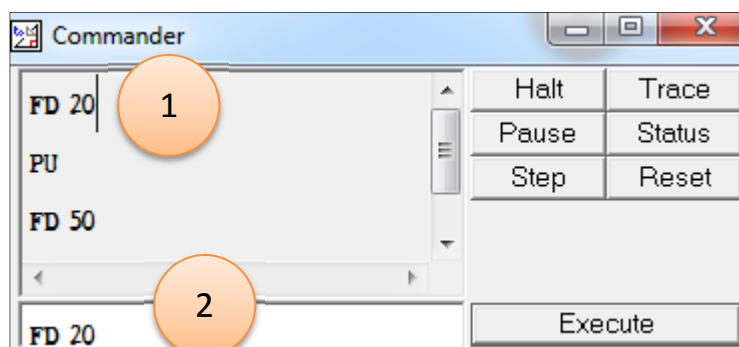 Commander
FD 20
1
PU
FD 50
Halt
Trace
Pause
Status
Step
Reset
2
FD 20
Execute